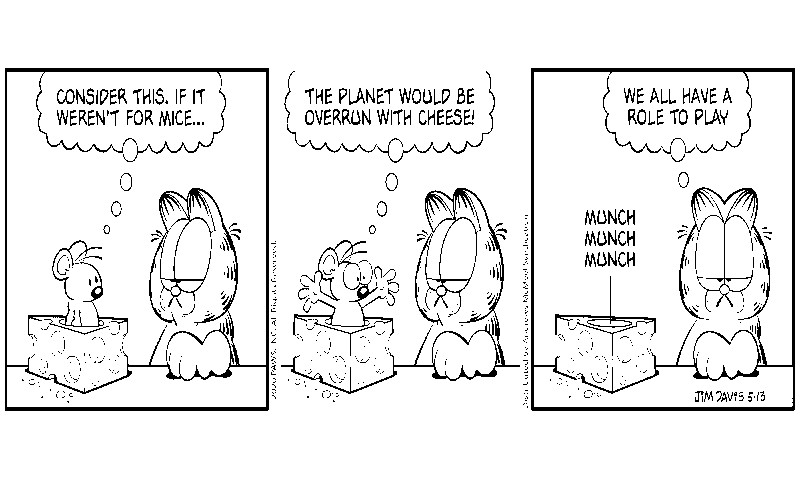 CONSIDER THIS. IF IT
WEREN'T FOR MICE...
THE PLANET WOULD BE
OVERRUN WITH CHEESE!
WE ALL HAVE A
ROLE TO PLAY
MUNCH
MUNCH
MUNCH
JIM DAVIS 5·13